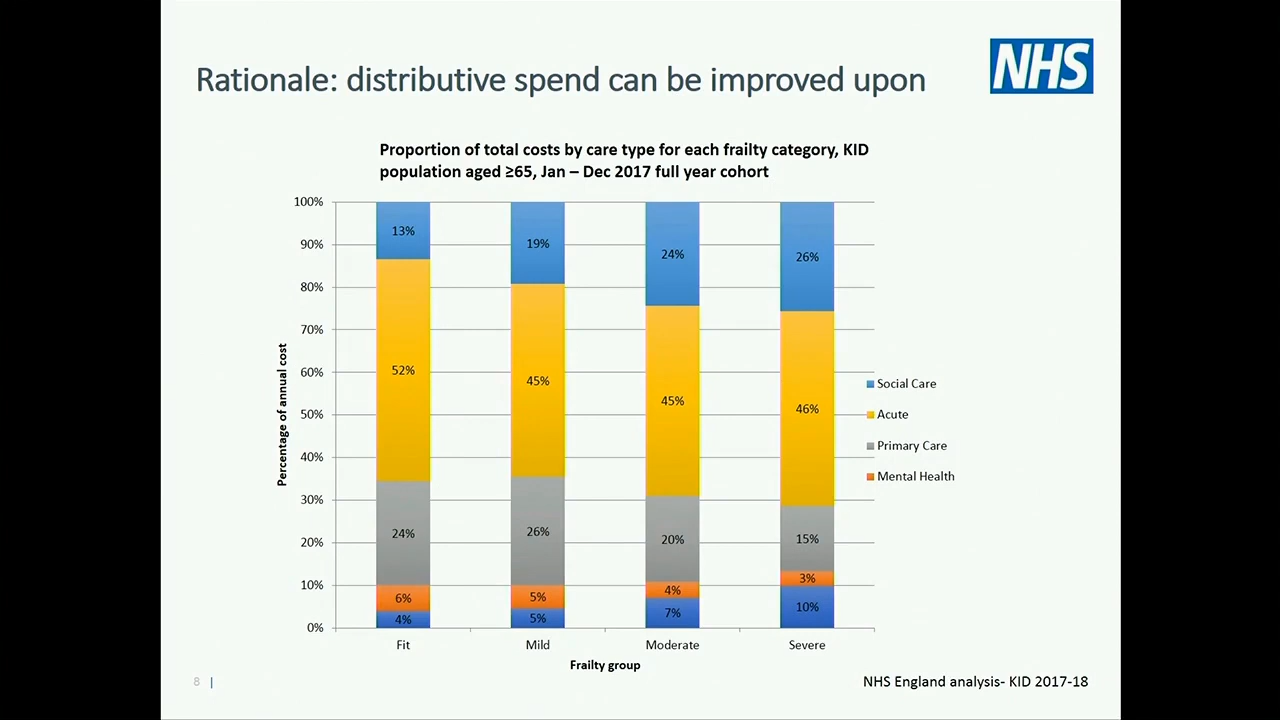 Rationale: distributive spend can be improved upon
NHS
Proportion of total costs by care type for each frailty category, KID
population aged ≥65, Jan – Dec 2017 full year cohort
Percentage of annual cost
100%
90%
80%
70%
60%
50%
40%
30%
20%
10%
0%
13%
52%
24%
6%
4%
19%
45%
26%
5%
5%
24%
45%
20%
4%
7%
26%
46%
15%
3%
10%
Social Care
Acute
Primary Care
Mental Health
Fit
Mild
Moderate
Severe
Frailty group
8 |
NHS England analysis- KID 2017-18